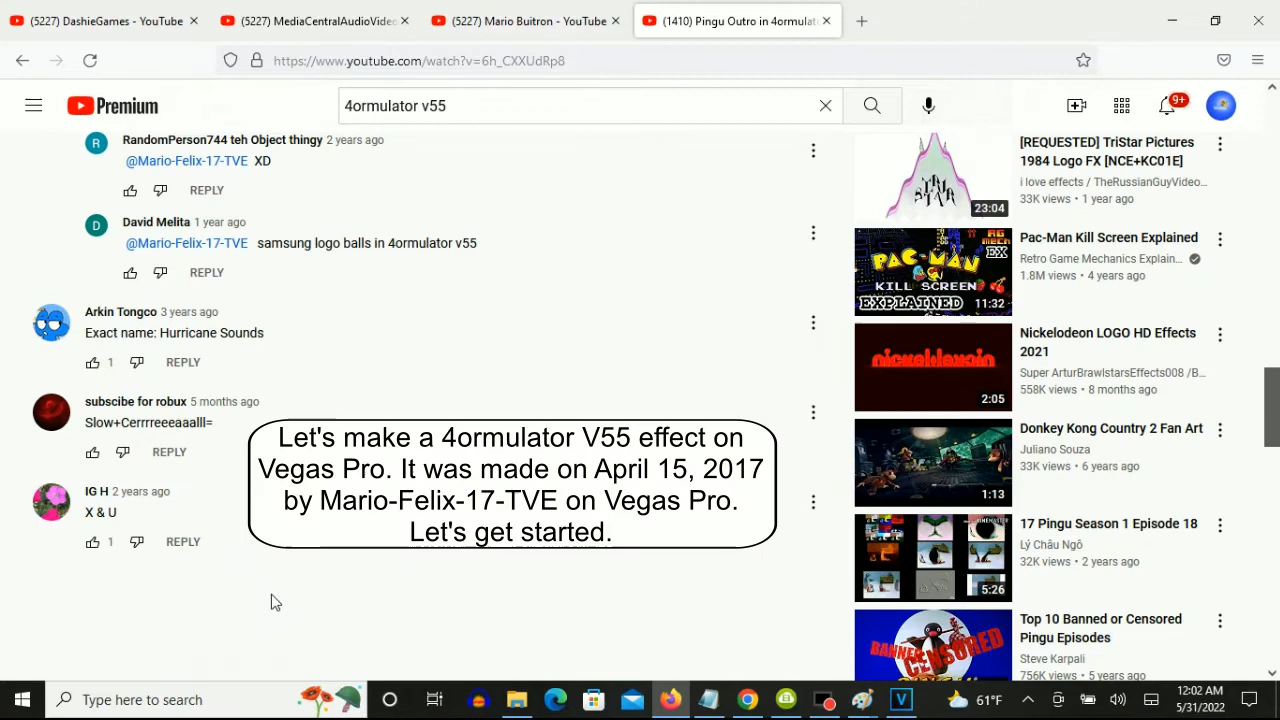 (5227) DashieGames - YouTube
(5227) MediaCentralAudioVideo
(5227) Mario Buitron - YouTube
(1410) Pingu Outro in 4ormulato
https://www.youtube.com/watch?v=6h_CXXUdRp8
Premium
4ormulator v55
9+
R
RandomPerson744 teh Object thingy 2 years ago
@Mario-Felix-17-TVE XD
REPLY
D
David Melita 1 year ago
@Mario-Felix-17-TVE samsung logo balls in 4ormulator v55
REPLY
Arkin Tongco 3 years ago
Exact name: Hurricane Sounds
1 REPLY
subscibe for robux 5 months ago
Slow+Cerrrreeeaaalll=
REPLY
IG H 2 years ago
X & U
1 REPLY
Let's make a 4ormulator V55 effect on
Vegas Pro. It was made on April 15, 2017
by Mario-Felix-17-TVE on Vegas Pro.
Let's get started.
TRI
STAR
23:04
[REQUESTED] TriStar Pictures
1984 Logo FX [NCE+KC01E]
i love effects / TheRussianGuyVideo...
33K views • 1 year ago
RG
MECH
EX
PAC-MAN
KILL SCREEN
EXPLAINED
11:32
Pac-Man Kill Screen Explained
Retro Game Mechanics Explain...
1.8M views • 4 years ago
2:05
Nickelodeon LOGO HD Effects
2021
Super ArturBrawlstarsEffects008 /B...
558K views • 8 months ago
1:13
Donkey Kong Country 2 Fan Art
Juliano Souza
33K views • 6 years ago
KINEMASTER
5:26
17 Pingu Season 1 Episode 18
Lý Châu Ngô
32K views • 2 years ago
BANNED
CENSORED
Top 10 Banned or Censored
Pingu Episodes
Steve Karpali
756K views • 5 years ago
Type here to search
V
61°F
12:02 AM
5/31/2022